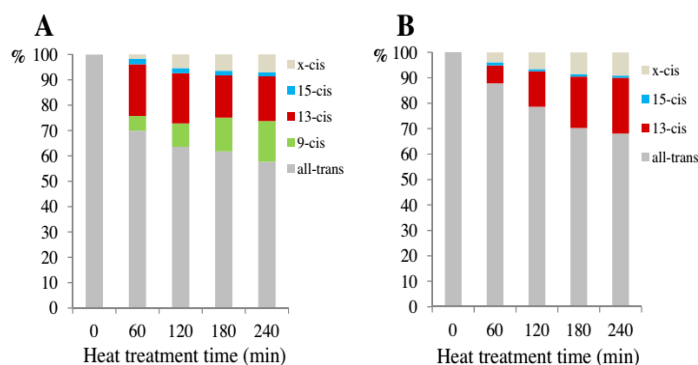 A
%
100
90
80
70
60
50
40
30
20
10
0
0 60 120 180 240
Heat treatment time (min)
x-cis
15-cis
13-cis
9-cis
all-trans
B
%
100
90
80
70
60
50
40
30
20
10
0
0 60 120 180 240
Heat treatment time (min)
x-cis
15-cis
13-cis
all-trans